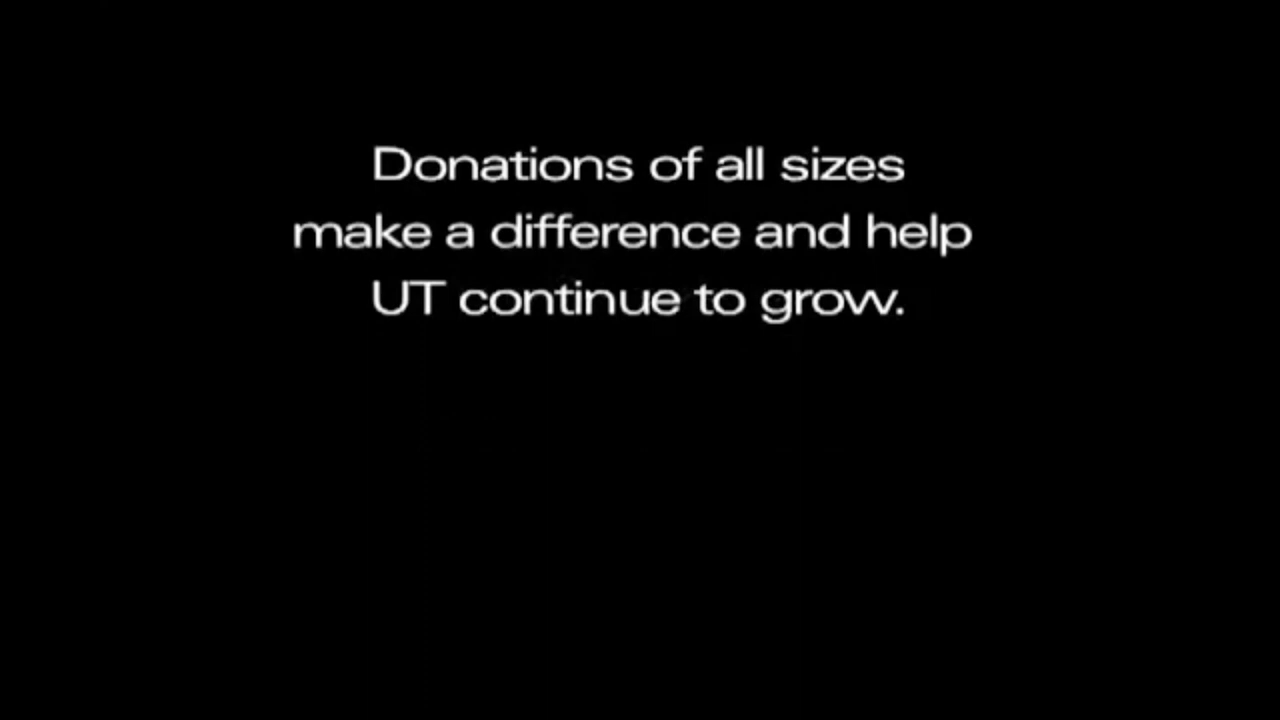 Donations of all sizes
make a difference and help
UT continue to grow.